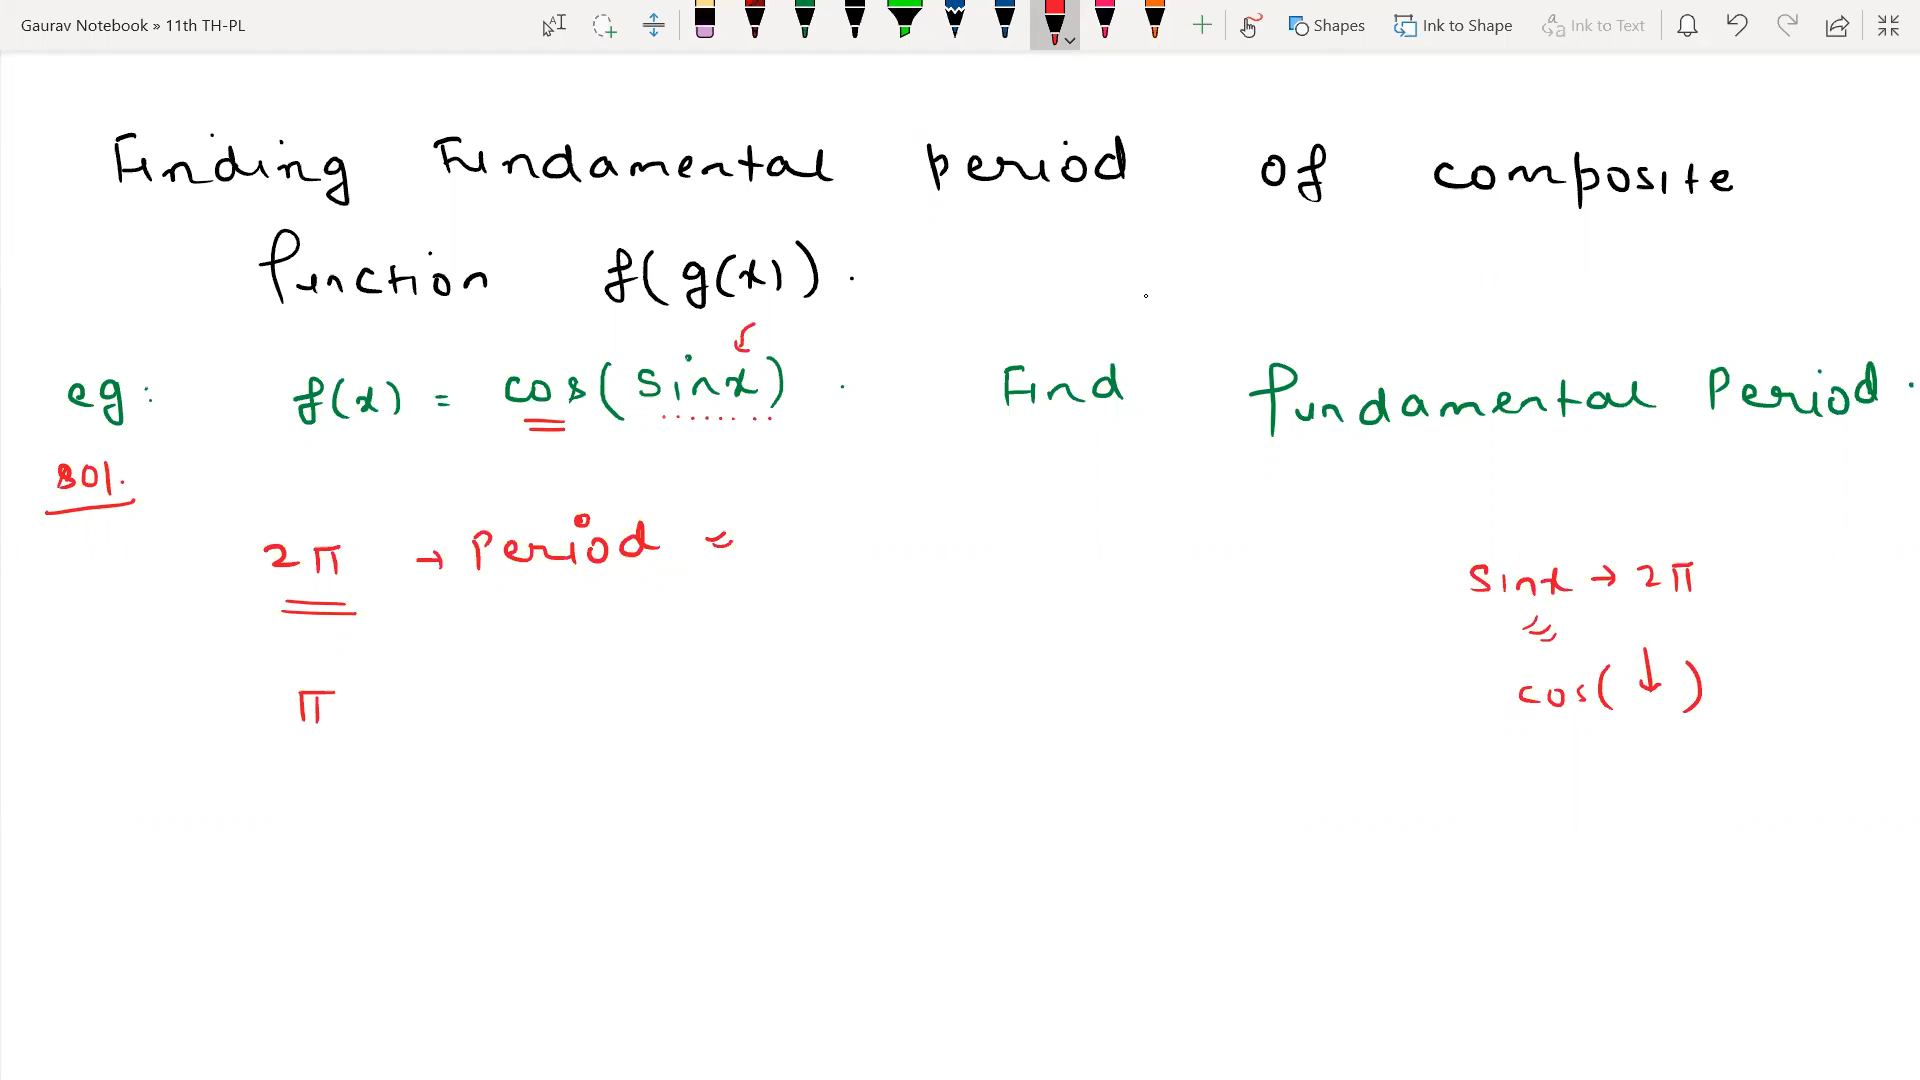 Gaurav Notebook » 11th TH-PL
Shapes Ink to Shape Ink to Text
Finding Fundamental period of composite
function f(g(x)).
eg: f(x) = cos(sinx). Find fundamental Period.
sol.
2π → Period =
sinx → 2π
cos(↓)
π